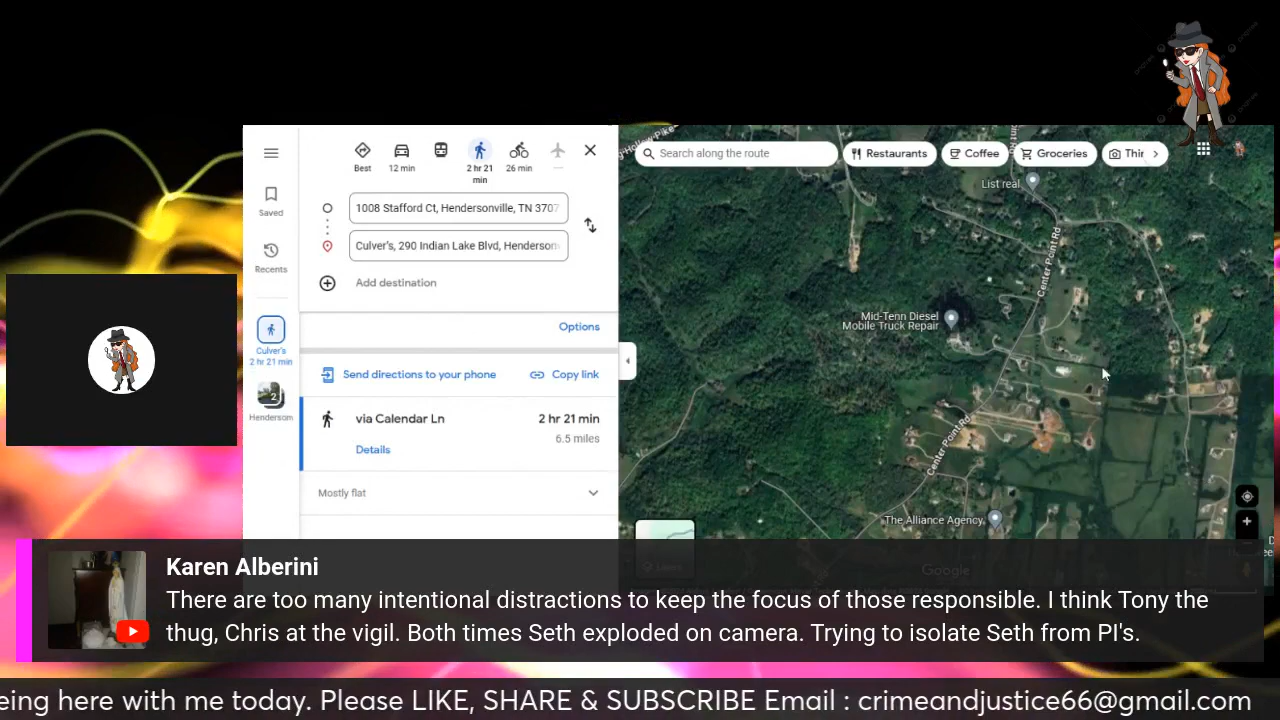 Best
12 min
2 hr 21
min
26 min
Saved
Recents
Culver's
2 hr 21 min
2
Henderson
1008 Stafford Ct, Hendersonville, TN 3707
Culver's, 290 Indian Lake Blvd, Henderson
Add destination
Options
Send directions to your phone
Copy link
via Calendar Ln
2 hr 21 min
6.5 miles
Details
Mostly flat
Search along the route
Restaurants
Coffee
Groceries
Thir
List real
Center Point Rd
Mid-Tenn Diesel
Mobile Truck Repair
Center Point Rd
The Alliance Agency
Google
Karen Alberini
There are too many intentional distractions to keep the focus of those responsible. I think Tony the
thug, Chris at the vigil. Both times Seth exploded on camera. Trying to isolate Seth from PI's.
eing here with me today. Please LIKE, SHARE & SUBSCRIBE Email : crimeandjustice66@gmail.com